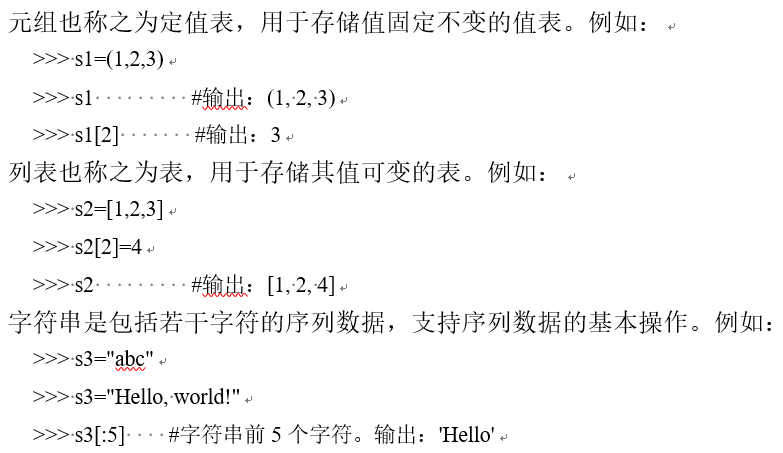 元组也称之为定值表，用于存储值固定不变的值表。例如：
>>> s1=(1,2,3)
>>> s1         #输出：(1, 2, 3)
>>> s1[2]       #输出：3
列表也称之为表，用于存储其值可变的表。例如：
>>> s2=[1,2,3]
>>> s2[2]=4
>>> s2         #输出：[1, 2, 4]
字符串是包括若干字符的序列数据，支持序列数据的基本操作。例如：
>>> s3="abc"
>>> s3="Hello, world!"
>>> s3[:5]    #字符串前 5 个字符。输出：'Hello'